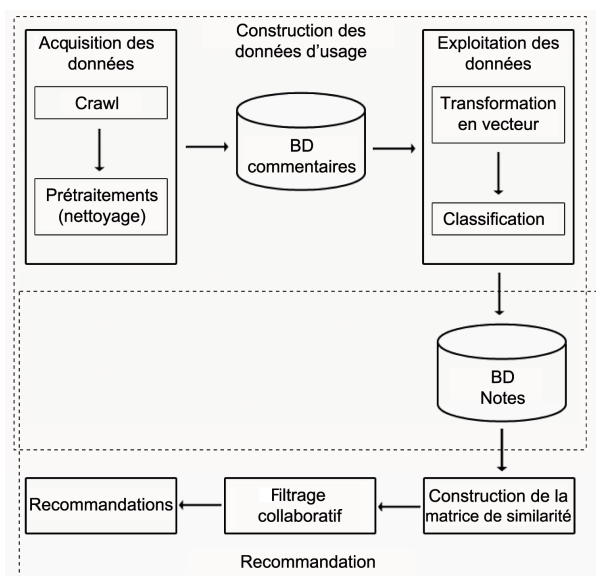 Construction des
données d’usage
Acquisition des
données
Crawl
Prétraitements
(nettoyage)
BD
commentaires
Exploitation des
données
Transformation
en vecteur
Classification
BD
Notes
Construction de la
matrice de similarité
Filtrage
collaboratif
Recommandations
Recommandation